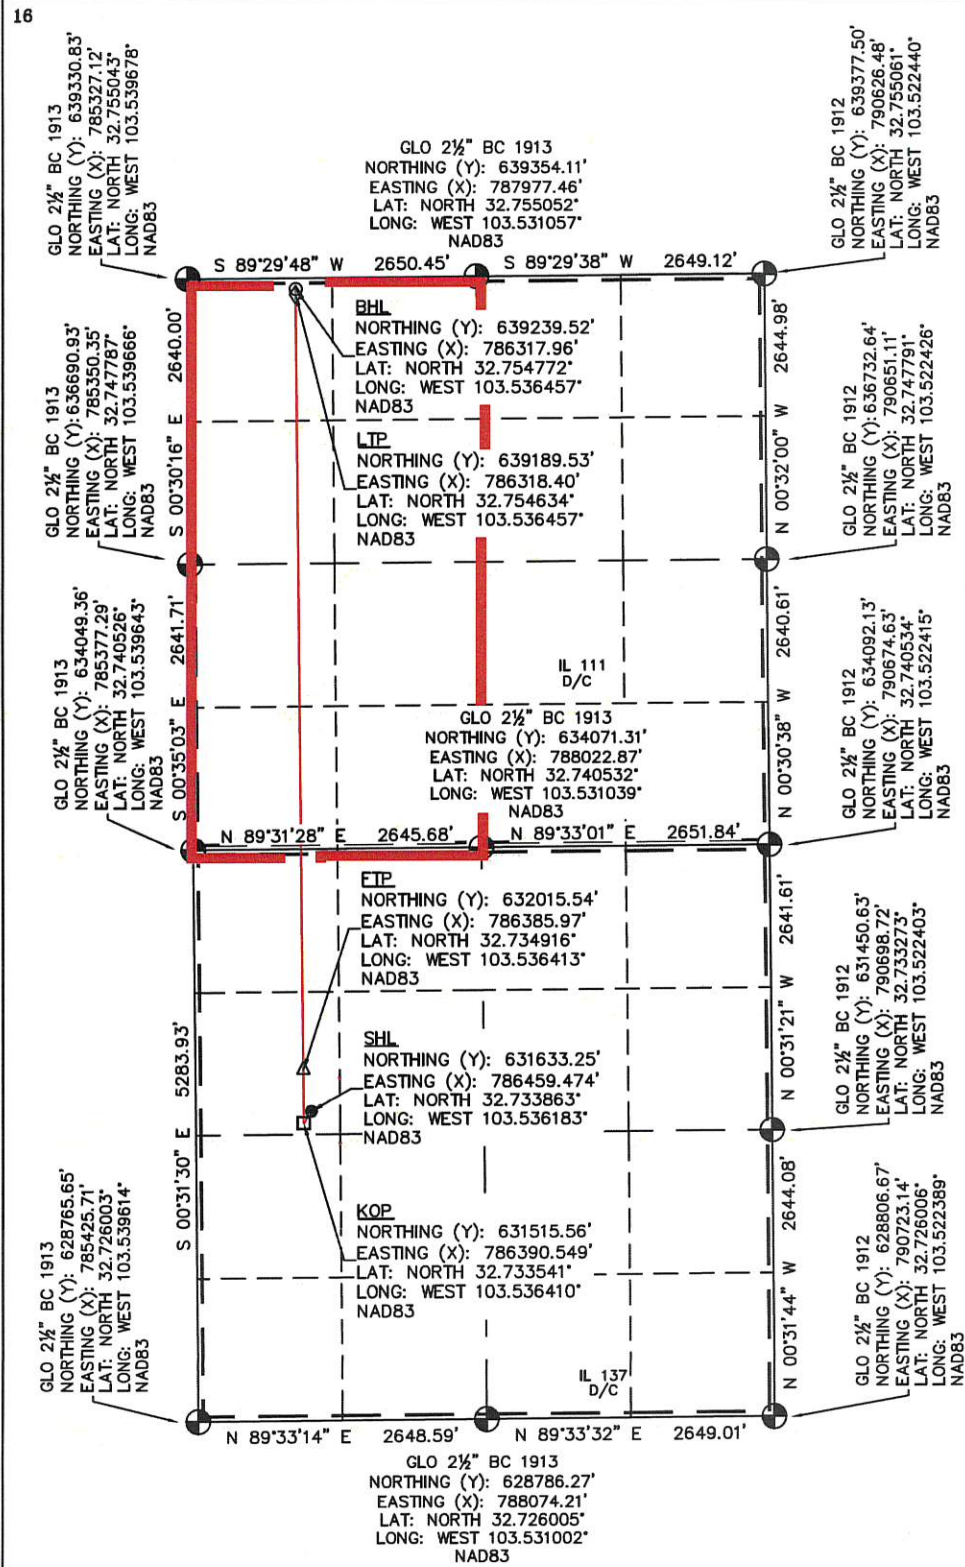 16
GLO 2½" BC 1913
NORTHING (Y): 639330.83'
EASTING (X): 785327.12'
LAT: NORTH 32.755043°
LONG: WEST 103.539678°
NAD83
GLO 2½" BC 1913
NORTHING (Y): 639354.11'
EASTING (X): 787977.46'
LAT: NORTH 32.755052°
LONG: WEST 103.531057°
NAD83
GLO 2½" BC 1912
NORTHING (Y): 639377.50'
EASTING (X): 790626.48'
LAT: NORTH 32.755061°
LONG: WEST 103.522440°
NAD83
S 89°29'48" W 2650.45'
S 89°29'38" W 2649.12'
BHL
NORTHING (Y): 639239.52'
EASTING (X): 786317.96'
LAT: NORTH 32.754772°
LONG: WEST 103.536457°
NAD83
LTP
NORTHING (Y): 639189.53'
EASTING (X): 786318.40'
LAT: NORTH 32.754634°
LONG: WEST 103.536457°
NAD83
S 00°30'16" E 2640.00'
N 00°32'00" W 2644.98'
GLO 2½" BC 1913
NORTHING (Y): 636690.93'
EASTING (X): 785350.35'
LAT: NORTH 32.747787°
LONG: WEST 103.539666°
NAD83
GLO 2½" BC 1912
NORTHING (Y): 636732.64'
EASTING (X): 790651.11'
LAT: NORTH 32.747791°
LONG: WEST 103.522426°
NAD83
S 00°35'03" E 2641.71'
N 00°30'38" W 2640.61'
IL 111
D/C
GLO 2½" BC 1913
NORTHING (Y): 634049.36'
EASTING (X): 785377.29'
LAT: NORTH 32.740526°
LONG: WEST 103.539643°
NAD83
GLO 2½" BC 1913
NORTHING (Y): 634071.31'
EASTING (X): 788022.87'
LAT: NORTH 32.740532°
LONG: WEST 103.531039°
NAD83
GLO 2½" BC 1912
NORTHING (Y): 634092.13'
EASTING (X): 790674.63'
LAT: NORTH 32.740534°
LONG: WEST 103.522415°
NAD83
N 89°31'28" E 2645.68'
N 89°33'01" E 2651.84'
FTP
NORTHING (Y): 632015.54'
EASTING (X): 786385.97'
LAT: NORTH 32.734916°
LONG: WEST 103.536413°
NAD83
SHL
NORTHING (Y): 631633.25'
EASTING (X): 786459.474'
LAT: NORTH 32.733863°
LONG: WEST 103.536183°
NAD83
S 00°31'30" E 5283.93'
N 00°31'21" W 2641.61'
GLO 2½" BC 1912
NORTHING (Y): 631450.63'
EASTING (X): 790698.72'
LAT: NORTH 32.733273°
LONG: WEST 103.522403°
NAD83
KOP
NORTHING (Y): 631515.56'
EASTING (X): 786390.549'
LAT: NORTH 32.733541°
LONG: WEST 103.536410°
NAD83
N 00°31'44" W 2644.08'
IL 137
D/C
GLO 2½" BC 1913
NORTHING (Y): 628765.65'
EASTING (X): 785425.71'
LAT: NORTH 32.726003°
LONG: WEST 103.539614°
NAD83
GLO 2½" BC 1912
NORTHING (Y): 628806.67'
EASTING (X): 790723.14'
LAT: NORTH 32.726006°
LONG: WEST 103.522389°
NAD83
N 89°33'14" E 2648.59'
N 89°33'32" E 2649.01'
GLO 2½" BC 1913
NORTHING (Y): 628786.27'
EASTING (X): 788074.21'
LAT: NORTH 32.726005°
LONG: WEST 103.531002°
NAD83